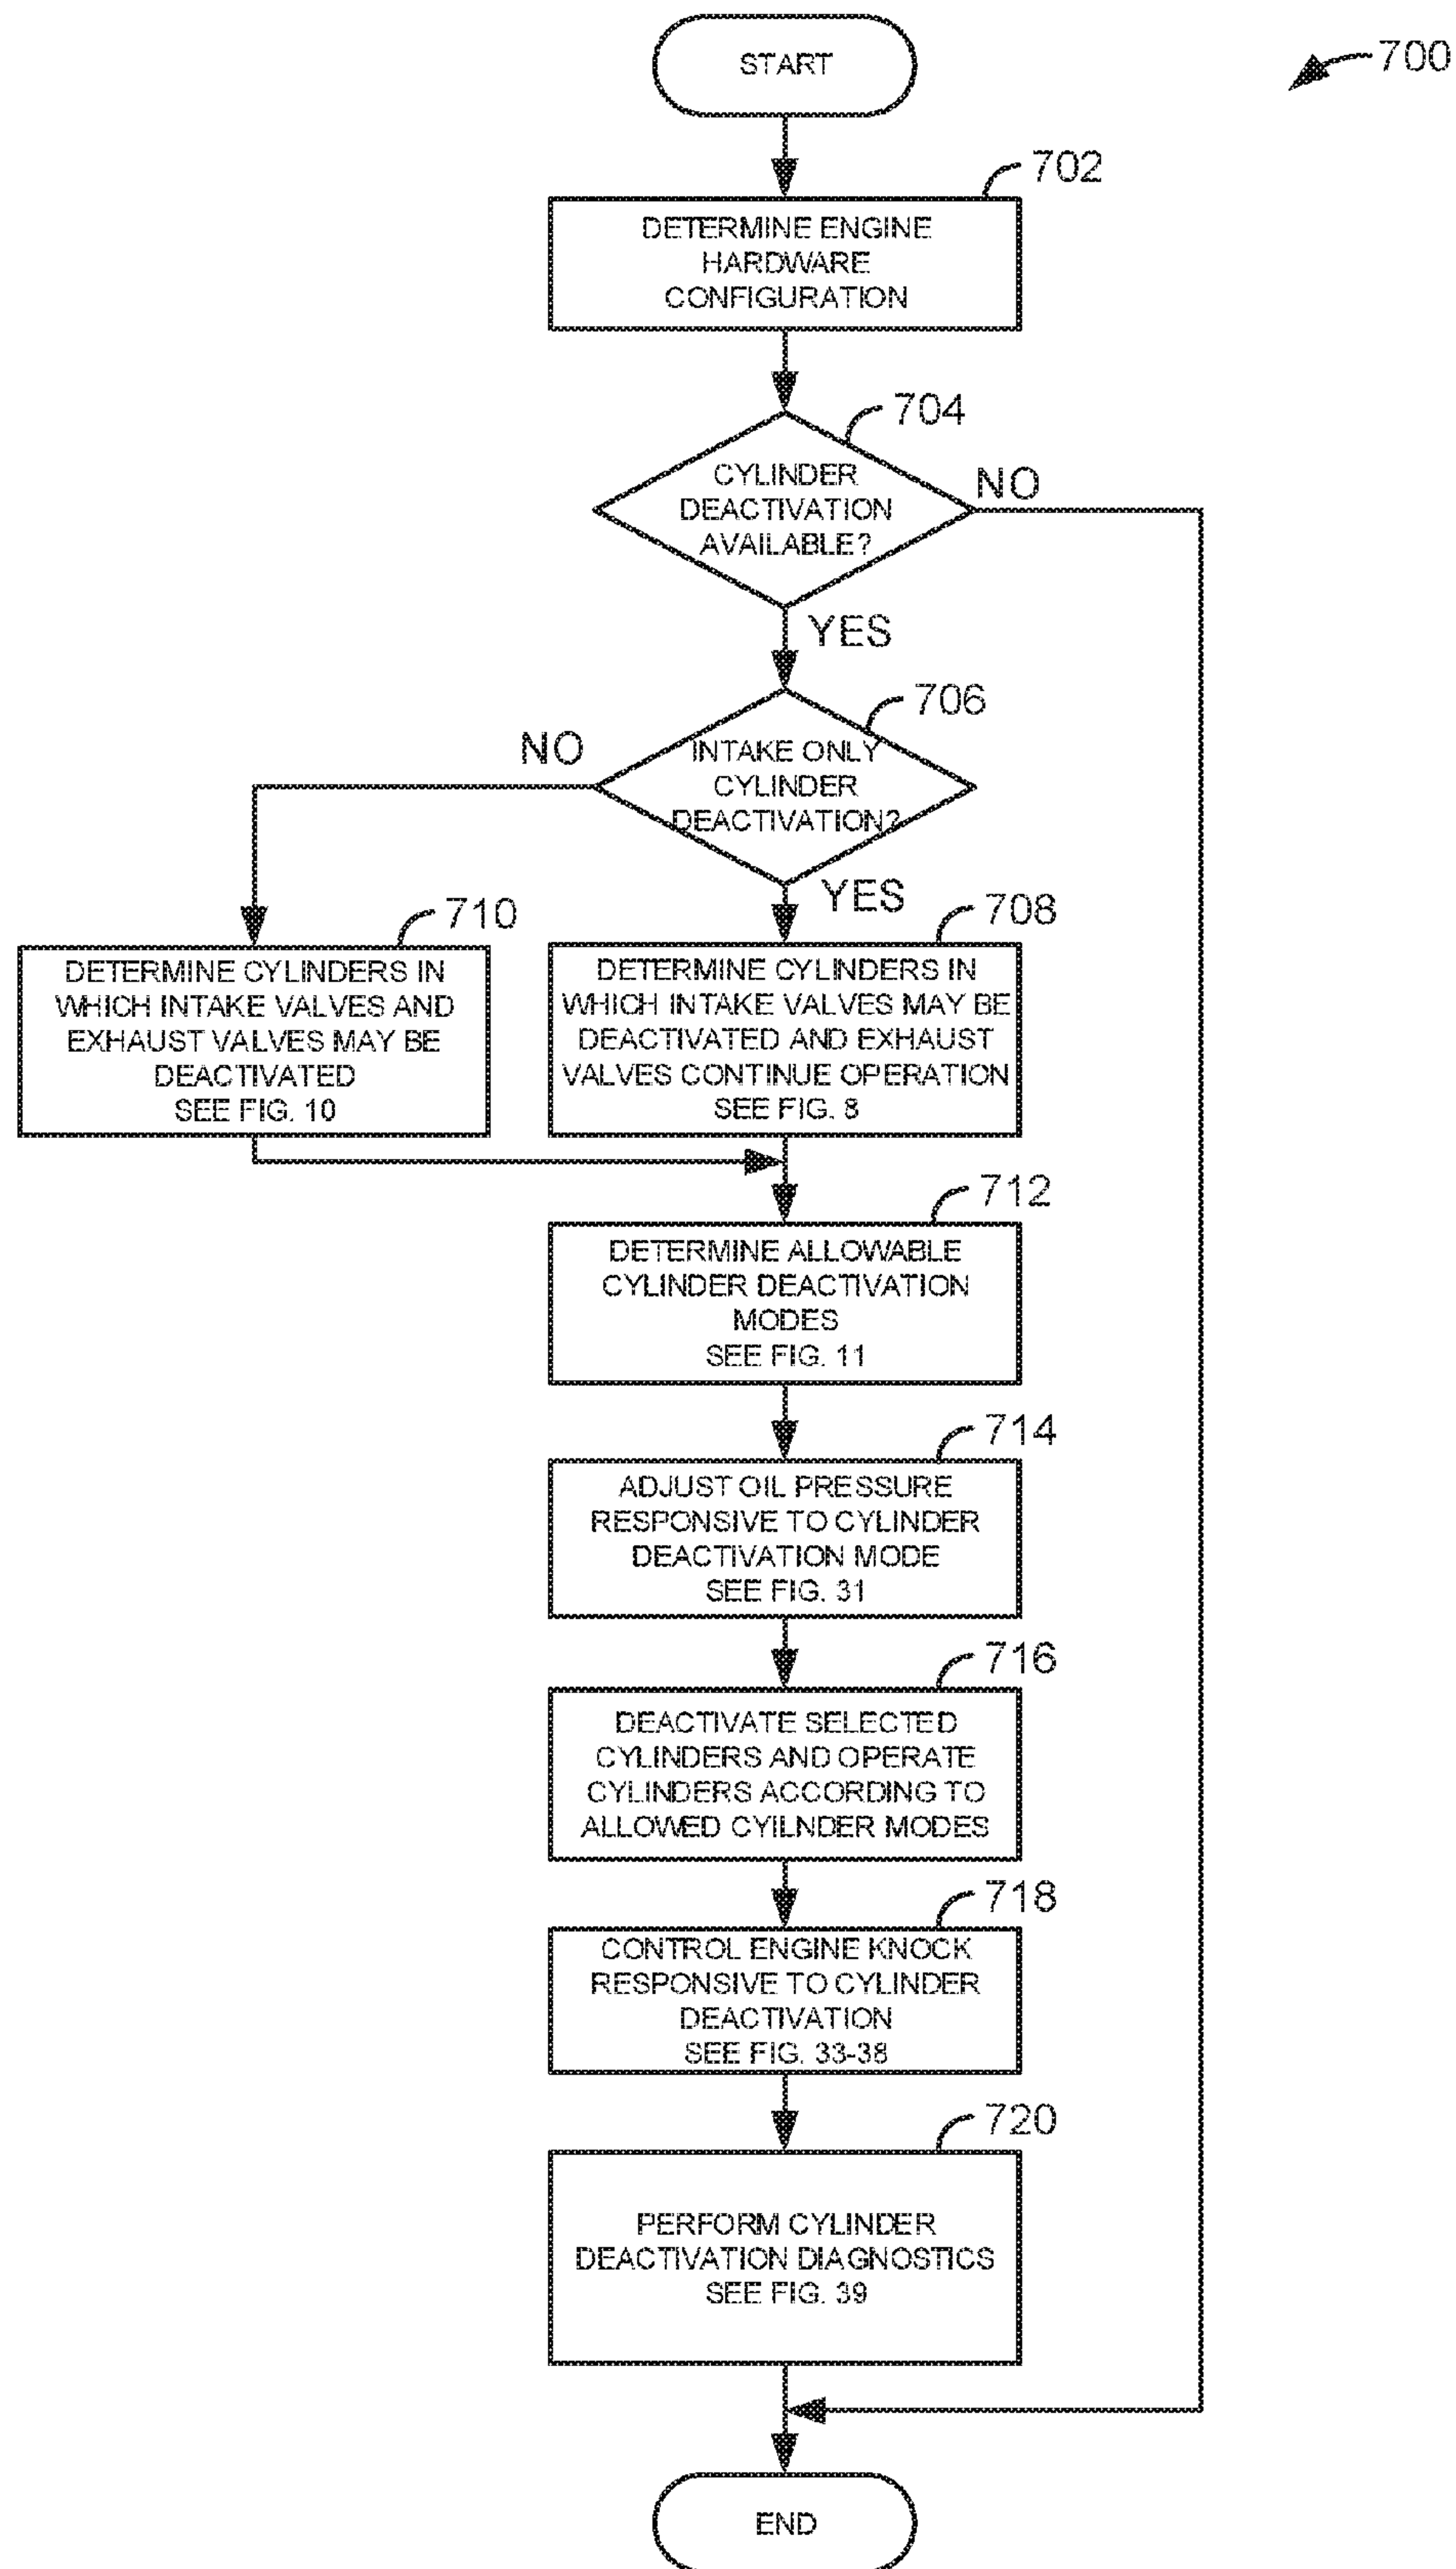 START
700
702
DETERMINE ENGINE
HARDWARE
CONFIGURATION
704
CYLINDER
DEACTIVATION
AVAILABLE?
NO
YES
706
INTAKE ONLY
CYLINDER
DEACTIVATION?
NO
YES
710
DETERMINE CYLINDERS IN
WHICH INTAKE VALVES AND
EXHAUST VALVES MAY BE
DEACTIVATED
SEE FIG. 10
708
DETERMINE CYLINDERS IN
WHICH INTAKE VALVES MAY BE
DEACTIVATED AND EXHAUST
VALVES CONTINUE OPERATION
SEE FIG. 8
712
DETERMINE ALLOWABLE
CYLINDER DEACTIVATION
MODES
SEE FIG. 11
714
ADJUST OIL PRESSURE
RESPONSIVE TO CYLINDER
DEACTIVATION MODE
SEE FIG. 31
716
DEACTIVATE SELECTED
CYLINDERS AND OPERATE
CYLINDERS ACCORDING TO
ALLOWED CYILNDER MODES
718
CONTROL ENGINE KNOCK
RESPONSIVE TO CYLINDER
DEACTIVATION
SEE FIG. 33-38
720
PERFORM CYLINDER
DEACTIVATION DIAGNOSTICS
SEE FIG. 39
END